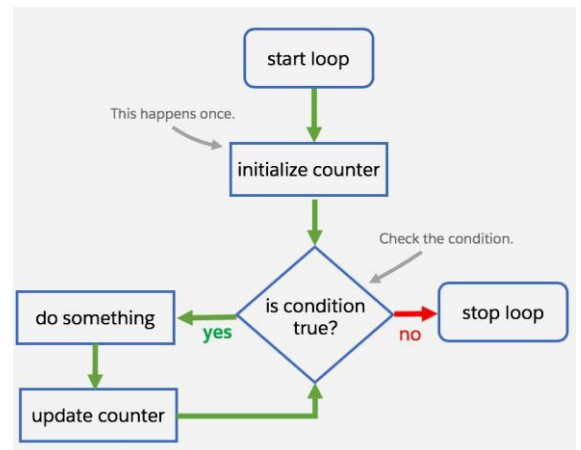 start loop
This happens once.
initialize counter
Check the condition.
is condition
true?
do something
yes
no
stop loop
update counter